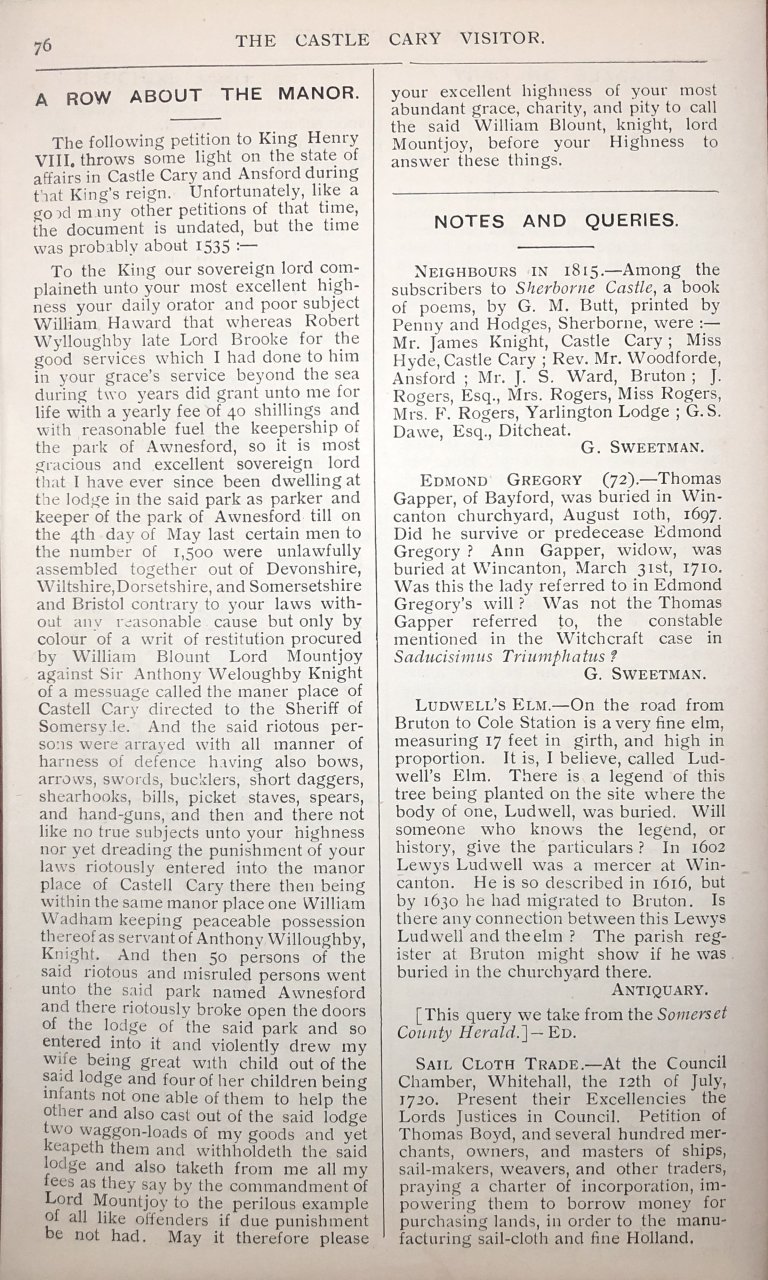 76
THE CASTLE CARY VISITOR.
A ROW ABOUT THE MANOR.
The following petition to King Henry
VIII. throws some light on the state of
affairs in Castle Cary and Ansford during
that King's reign. Unfortunately, like a
good many other petitions of that time,
the document is undated, but the time
was probably about 1535 :—
To the King our sovereign lord com-
plaineth unto your most excellent high-
ness your daily orator and poor subject
William Haward that whereas Robert
Wylloughby late Lord Brooke for the
good services which I had done to him
in your grace's service beyond the sea
during two years did grant unto me for
life with a yearly fee of 40 shillings and
with reasonable fuel the keepership of
the park of Awnesford, so it is most
gracious and excellent sovereign lord
that I have ever since been dwelling at
the lodge in the said park as parker and
keeper of the park of Awnesford till on
the 4th day of May last certain men to
the number of 1,500 were unlawfully
assembled together out of Devonshire,
Wiltshire, Dorsetshire, and Somersetshire
and Bristol contrary to your laws with-
out any reasonable cause but only by
colour of a writ of restitution procured
by William Blount Lord Mountjoy
against Sir Anthony Weloughby Knight
of a messuage called the maner place of
Castell Cary directed to the Sheriff of
Somersyde. And the said riotous per-
sons were arrayed with all manner of
harness of defence having also bows,
arrows, swords, bucklers, short daggers,
shearhooks, bills, picket staves, spears,
and hand-guns, and then and there not
like no true subjects unto your highness
nor yet dreading the punishment of your
laws riotously entered into the manor
place of Castell Cary there then being
within the same manor place one William
Wadham keeping peaceable possession
thereof as servant of Anthony Willoughby,
Knight. And then 50 persons of the
said riotous and misruled persons went
unto the said park named Awnesford
and there riotously broke open the doors
of the lodge of the said park and so
entered into it and violently drew my
wife being great with child out of the
said lodge and four of her children being
infants not one able of them to help the
other and also cast out of the said lodge
two waggon-loads of my goods and yet
keapeth them and withholdeth the said
lodge and also taketh from me all my
fees as they say by the commandment of
Lord Mountjoy to the perilous example
of all like offenders if due punishment
be not had. May it therefore please
your excellent highness of your most
abundant grace, charity, and pity to call
the said William Blount, knight, lord
Mountjoy, before your Highness to
answer these things.
NOTES AND QUERIES.
NEIGHBOURS IN 1815.—Among the
subscribers to Sherborne Castle, a book
of poems, by G. M. Butt, printed by
Penny and Hodges, Sherborne, were :—
Mr. James Knight, Castle Cary ; Miss
Hyde, Castle Cary ; Rev. Mr. Woodforde,
Ansford ; Mr. J. S. Ward, Bruton ; J.
Rogers, Esq., Mrs. Rogers, Miss Rogers,
Mrs. F. Rogers, Yarlington Lodge ; G. S.
Dawe, Esq., Ditcheat.
G. SWEETMAN.
EDMOND GREGORY (72).—Thomas
Gapper, of Bayford, was buried in Win-
canton churchyard, August 10th, 1697.
Did he survive or predecease Edmond
Gregory ? Ann Gapper, widow, was
buried at Wincanton, March 31st, 1710.
Was this the lady referred to in Edmond
Gregory's will ? Was not the Thomas
Gapper referred to, the constable
mentioned in the Witchcraft case in
Saducisimus Triumphatus ?
G. SWEETMAN.
LUDWELL'S ELM.—On the road from
Bruton to Cole Station is a very fine elm,
measuring 17 feet in girth, and high in
proportion. It is, I believe, called Lud-
well's Elm. There is a legend of this
tree being planted on the site where the
body of one, Ludwell, was buried. Will
someone who knows the legend, or
history, give the particulars ? In 1602
Lewys Ludwell was a mercer at Win-
canton. He is so described in 1616, but
by 1630 he had migrated to Bruton. Is
there any connection between this Lewys
Ludwell and the elm ? The parish reg-
ister at Bruton might show if he was
buried in the churchyard there.
ANTIQUARY.
[This query we take from the Somerset
County Herald.]—ED.
SAIL CLOTH TRADE.—At the Council
Chamber, Whitehall, the 12th of July,
1720. Present their Excellencies the
Lords Justices in Council. Petition of
Thomas Boyd, and several hundred mer-
chants, owners, and masters of ships,
sail-makers, weavers, and other traders,
praying a charter of incorporation, im-
powering them to borrow money for
purchasing lands, in order to the manu-
facturing sail-cloth and fine Holland.